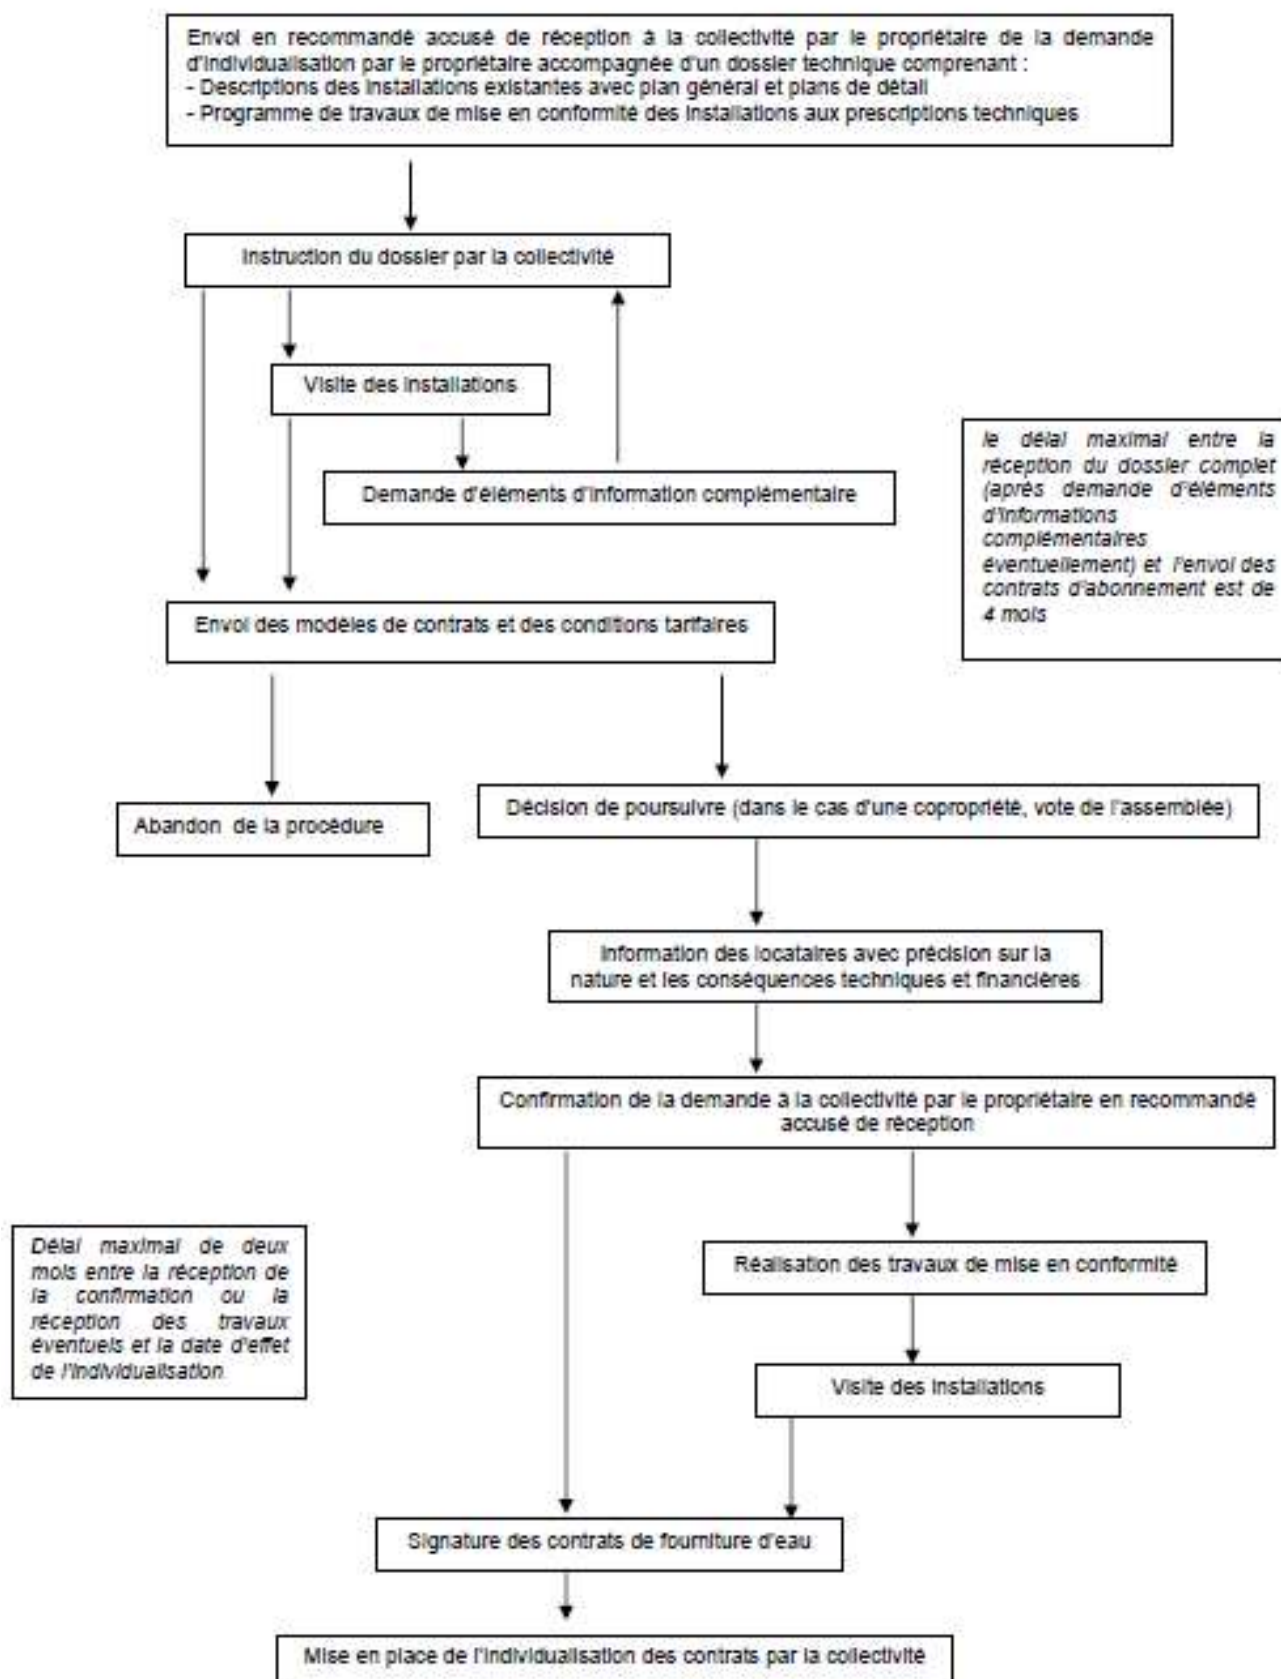 Envoi en recommandé accusé de réception à la collectivité par le propriétaire de la demande
d'individualisation par le propriétaire accompagnée d'un dossier technique comprenant :
- Descriptions des installations existantes avec plan général et plans de détail
- Programme de travaux de mise en conformité des installations aux prescriptions techniques
Instruction du dossier par la collectivité
Visite des installations
Demande d'éléments d'information complémentaire
le délai maximal entre la
réception du dossier complet
(après demande d'éléments
d'informations
complémentaires
éventuellement) et l'envoi des
contrats d'abonnement est de
4 mois
Envoi des modèles de contrats et des conditions tarifaires
Abandon de la procédure
Décision de poursuivre (dans le cas d'une copropriété, vote de l'assemblée)
Information des locataires avec précision sur la
nature et les conséquences techniques et financières
Confirmation de la demande à la collectivité par le propriétaire en recommandé
accusé de réception
Délai maximal de deux
mois entre la réception de
la confirmation ou la
réception des travaux
éventuels et la date d'effet
de l'individualisation
Réalisation des travaux de mise en conformité
Visite des installations
Signature des contrats de fourniture d'eau
Mise en place de l'individualisation des contrats par la collectivité